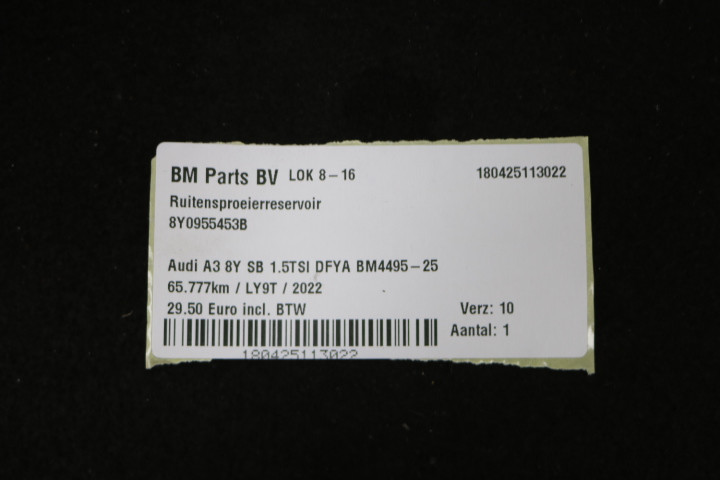 BM Parts BV LOK 8-16 180425113022
Ruitensproeierreservoir
8Y0955453B
Audi A3 8Y SB 1.5TSI DFYA BM4495-25
65.777km / LY9T / 2022
29.50 Euro incl. BTW Verz: 10
Aantal: 1
180425113022